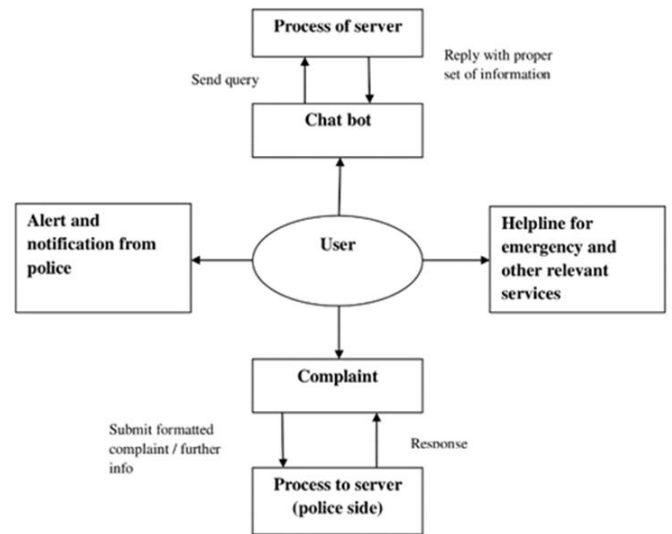 Process of server
Send query
Reply with proper
set of information
Chat bot
Alert and
notification from
police
User
Helpline for
emergency and
other relevant
services
Complaint
Submit formatted
complaint / further
info
Response
Process to server
(police side)